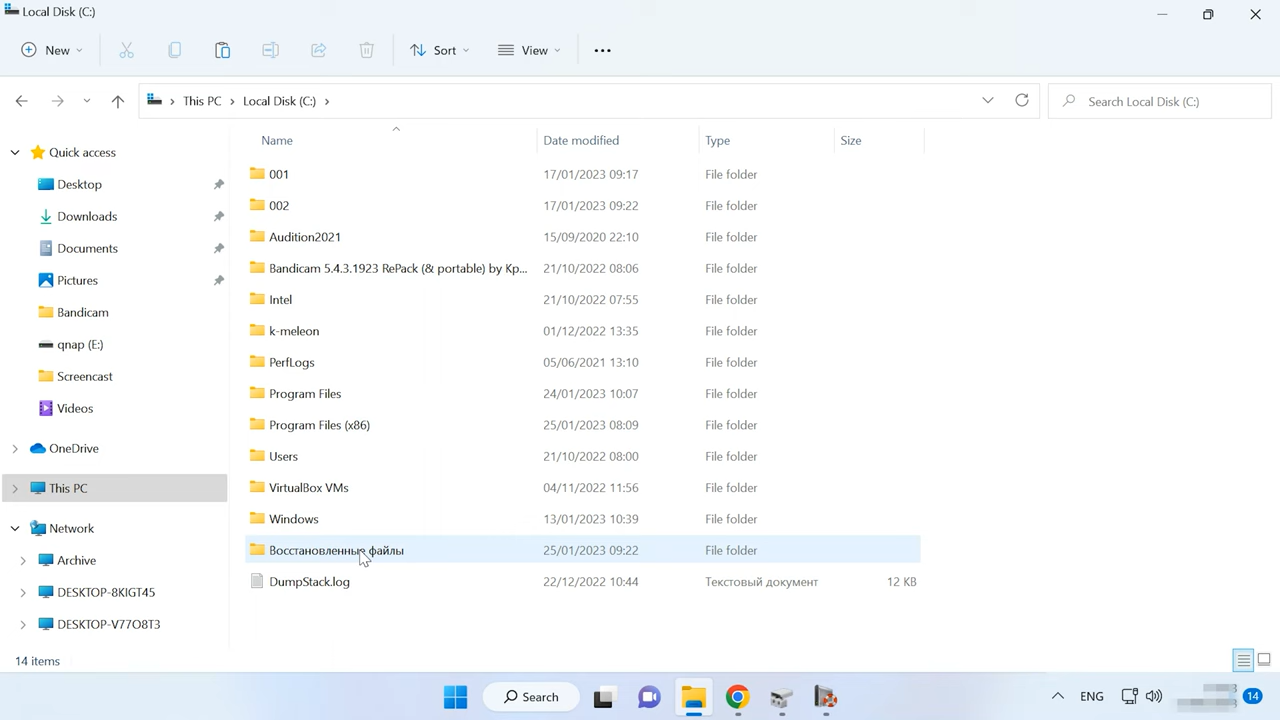 Local Disk (C:)
New Sort View
This PC Local Disk (C:) Search Local Disk (C:)
Name Date modified Type Size
Quick access
Desktop
Downloads
Documents
Pictures
Bandicam
qnap (E:)
Screencast
Videos
OneDrive
This PC
Network
Archive
DESKTOP-8KIGT45
DESKTOP-V77O8T3
001 17/01/2023 09:17 File folder
002 17/01/2023 09:22 File folder
Audition2021 15/09/2020 22:10 File folder
Bandicam 5.4.3.1923 RePack (& portable) by Kp... 21/10/2022 08:06 File folder
Intel 21/10/2022 07:55 File folder
k-meleon 01/12/2022 13:35 File folder
PerfLogs 05/06/2021 13:10 File folder
Program Files 24/01/2023 10:07 File folder
Program Files (x86) 25/01/2023 08:09 File folder
Users 21/10/2022 08:00 File folder
VirtualBox VMs 04/11/2022 11:56 File folder
Windows 13/01/2023 10:39 File folder
Восстановленные файлы 25/01/2023 09:22 File folder
DumpStack.log 22/12/2022 10:44 Текстовый документ 12 KB
14 items
Search ENG 14